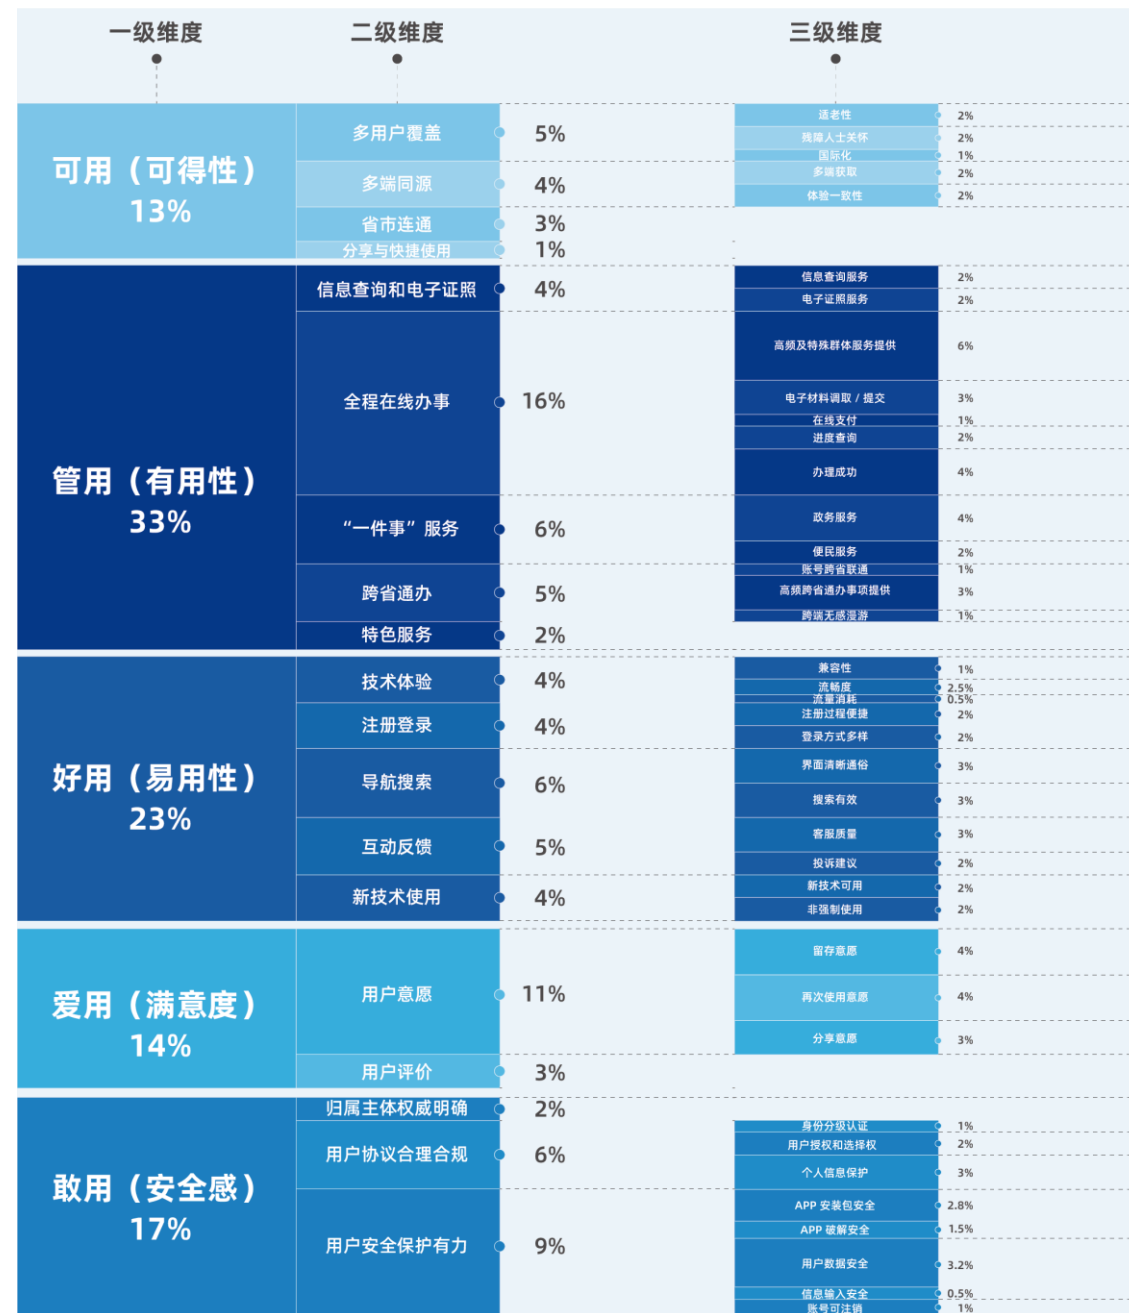 一级维度
二级维度
三级维度
可用（可得性）
13%
多用户覆盖
5%
多端同源
4%
省市连通
3%
分享与快捷使用
1%
适老性
2%
残障人士关怀
2%
国际化
1%
多端获取
2%
体验一致性
2%
管用（有用性）
33%
信息查询和电子证照
4%
全程在线办事
16%
“一件事”服务
6%
跨省通办
5%
特色服务
2%
信息查询服务
2%
电子证照服务
2%
高频及特殊群体服务提供
6%
电子材料调取 / 提交
3%
在线支付
1%
进度查询
2%
办理成功
4%
政务服务
4%
便民服务
2%
账号跨省联通
1%
高频跨省通办事项提供
3%
跨端无感漫游
1%
好用（易用性）
23%
技术体验
4%
注册登录
4%
导航搜索
6%
互动反馈
5%
新技术使用
4%
兼容性
1%
流畅度
2.5%
流量消耗
0.5%
注册过程便捷
2%
登录方式多样
2%
界面清晰通俗
3%
搜索有效
3%
客服质量
3%
投诉建议
2%
新技术可用
2%
非强制使用
2%
爱用（满意度）
14%
用户意愿
11%
用户评价
3%
留存意愿
4%
再次使用意愿
4%
分享意愿
3%
敢用（安全感）
17%
归属主体权威明确
2%
用户协议合理合规
6%
用户安全保护有力
9%
身份分级认证
1%
用户授权和选择权
2%
个人信息保护
3%
APP 安装包安全
2.8%
APP 破解安全
1.5%
用户数据安全
3.2%
信息输入安全
0.5%
账号可注销
1%